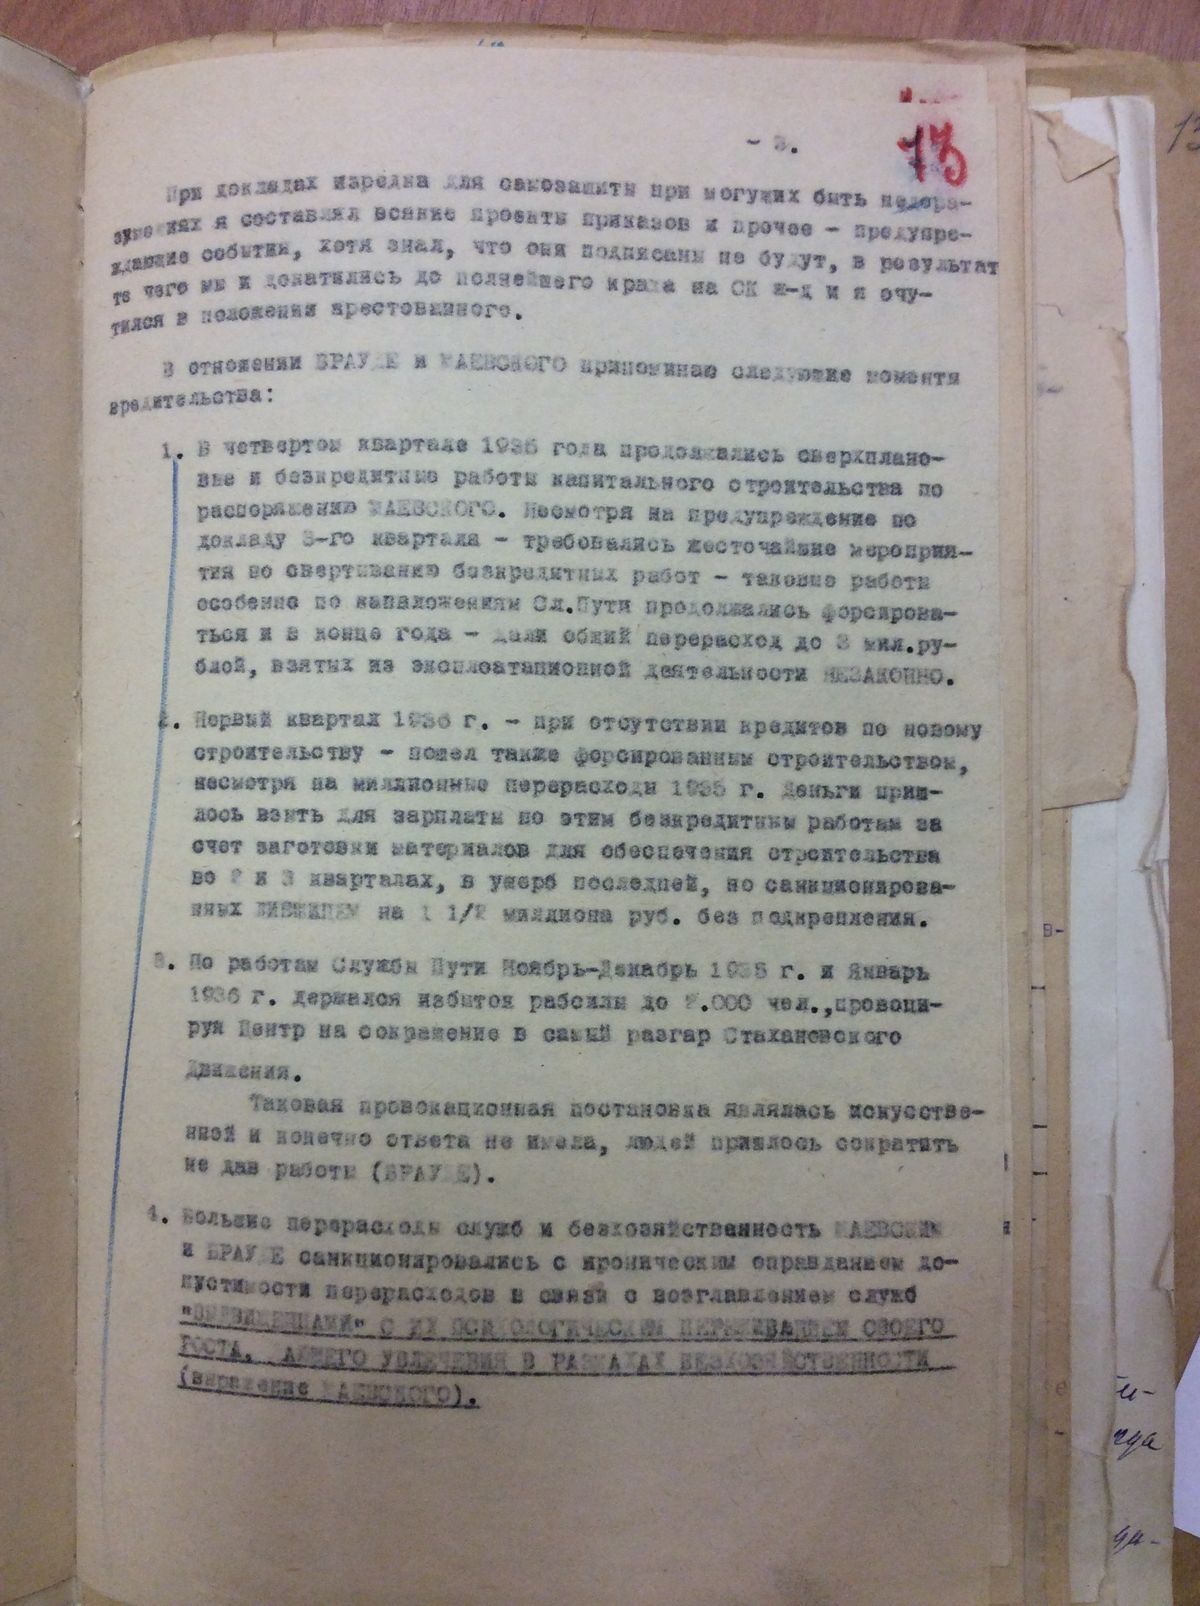 - 3.
73
При докладах изредка для самозащиты при могущих быть недора-
зумениях я составлял всякие проекты приказов и прочее - предупре-
ждающие события, хотя знал, что они подписаны не будут, в результат
те чего мы и докатились до полнейшего краха на СК ж-д и я очу-
тился в положении арестованного.
В отношении БРАУДЕ и МАЕВСКОГО припоминаю следующие моменты
вредительства:
1. В четвертом квартале 1935 года продолжались сверхплано-
вые и безкредитные работы капитального строительства по
распоряжению МАЕВСКОГО. Несмотря на предупреждение по
докладу 3-го квартала - требовались жесточайшие мероприя-
тия по свертыванию безкредитных работ - таковые работы
особенно по капаложениям Сл.Пути продолжались форсирова-
ться и в конце года - дали общий перерасход до 3 мил.ру-
блей, взятых из эксплоатационной деятельности НЕЗАКОННО.
2. Первый квартал 1936 г. - при отсутствии кредитов по новому
строительству - пошел также форсированным строительством,
несмотря на миллионные перерасходы 1935 г. Деньги приш-
лось взять для зарплаты по этим безкредитным работам за
счет заготовки материалов для обеспечения строительства
во 2 и 3 кварталах, в ущерб последней, но санкционирова-
нных ЛИВШИЦЕМ на 1 1/2 миллиона руб. без подкрепления.
3. По работам Службы Пути Ноябрь-Декабрь 1935 г. и Январь
1936 г. держался избыток рабсилы до 2.000 чел.,провоци-
руя Центр на сокращение в самый разгар Стахановского
Движения.
Таковая провокационная постановка являлась искусстве-
нной и конечно ответа не имела, людей пришлось сократить
не дав работы (БРАУДЕ).
4. Большие перерасходы служб и безхозяйственность МАЕВСКИМ
и БРАУДЕ санкционировались с ироническим оправданием до-
пустимости перерасходов в связи с возглавлением служб
"ВЫДВИЖЕНЦАМИ" С ИХ ПСИХОЛОГИЧЕСКИМ ПЕРЕЖИВАНИЕМ СВОЕГО
РОСТА, УВЛЕЧЕНИЯ В РАЗМАХАХ БЕЗХОЗЯЙСТВЕННОСТИ
(выражение МАЕВСКОГО).